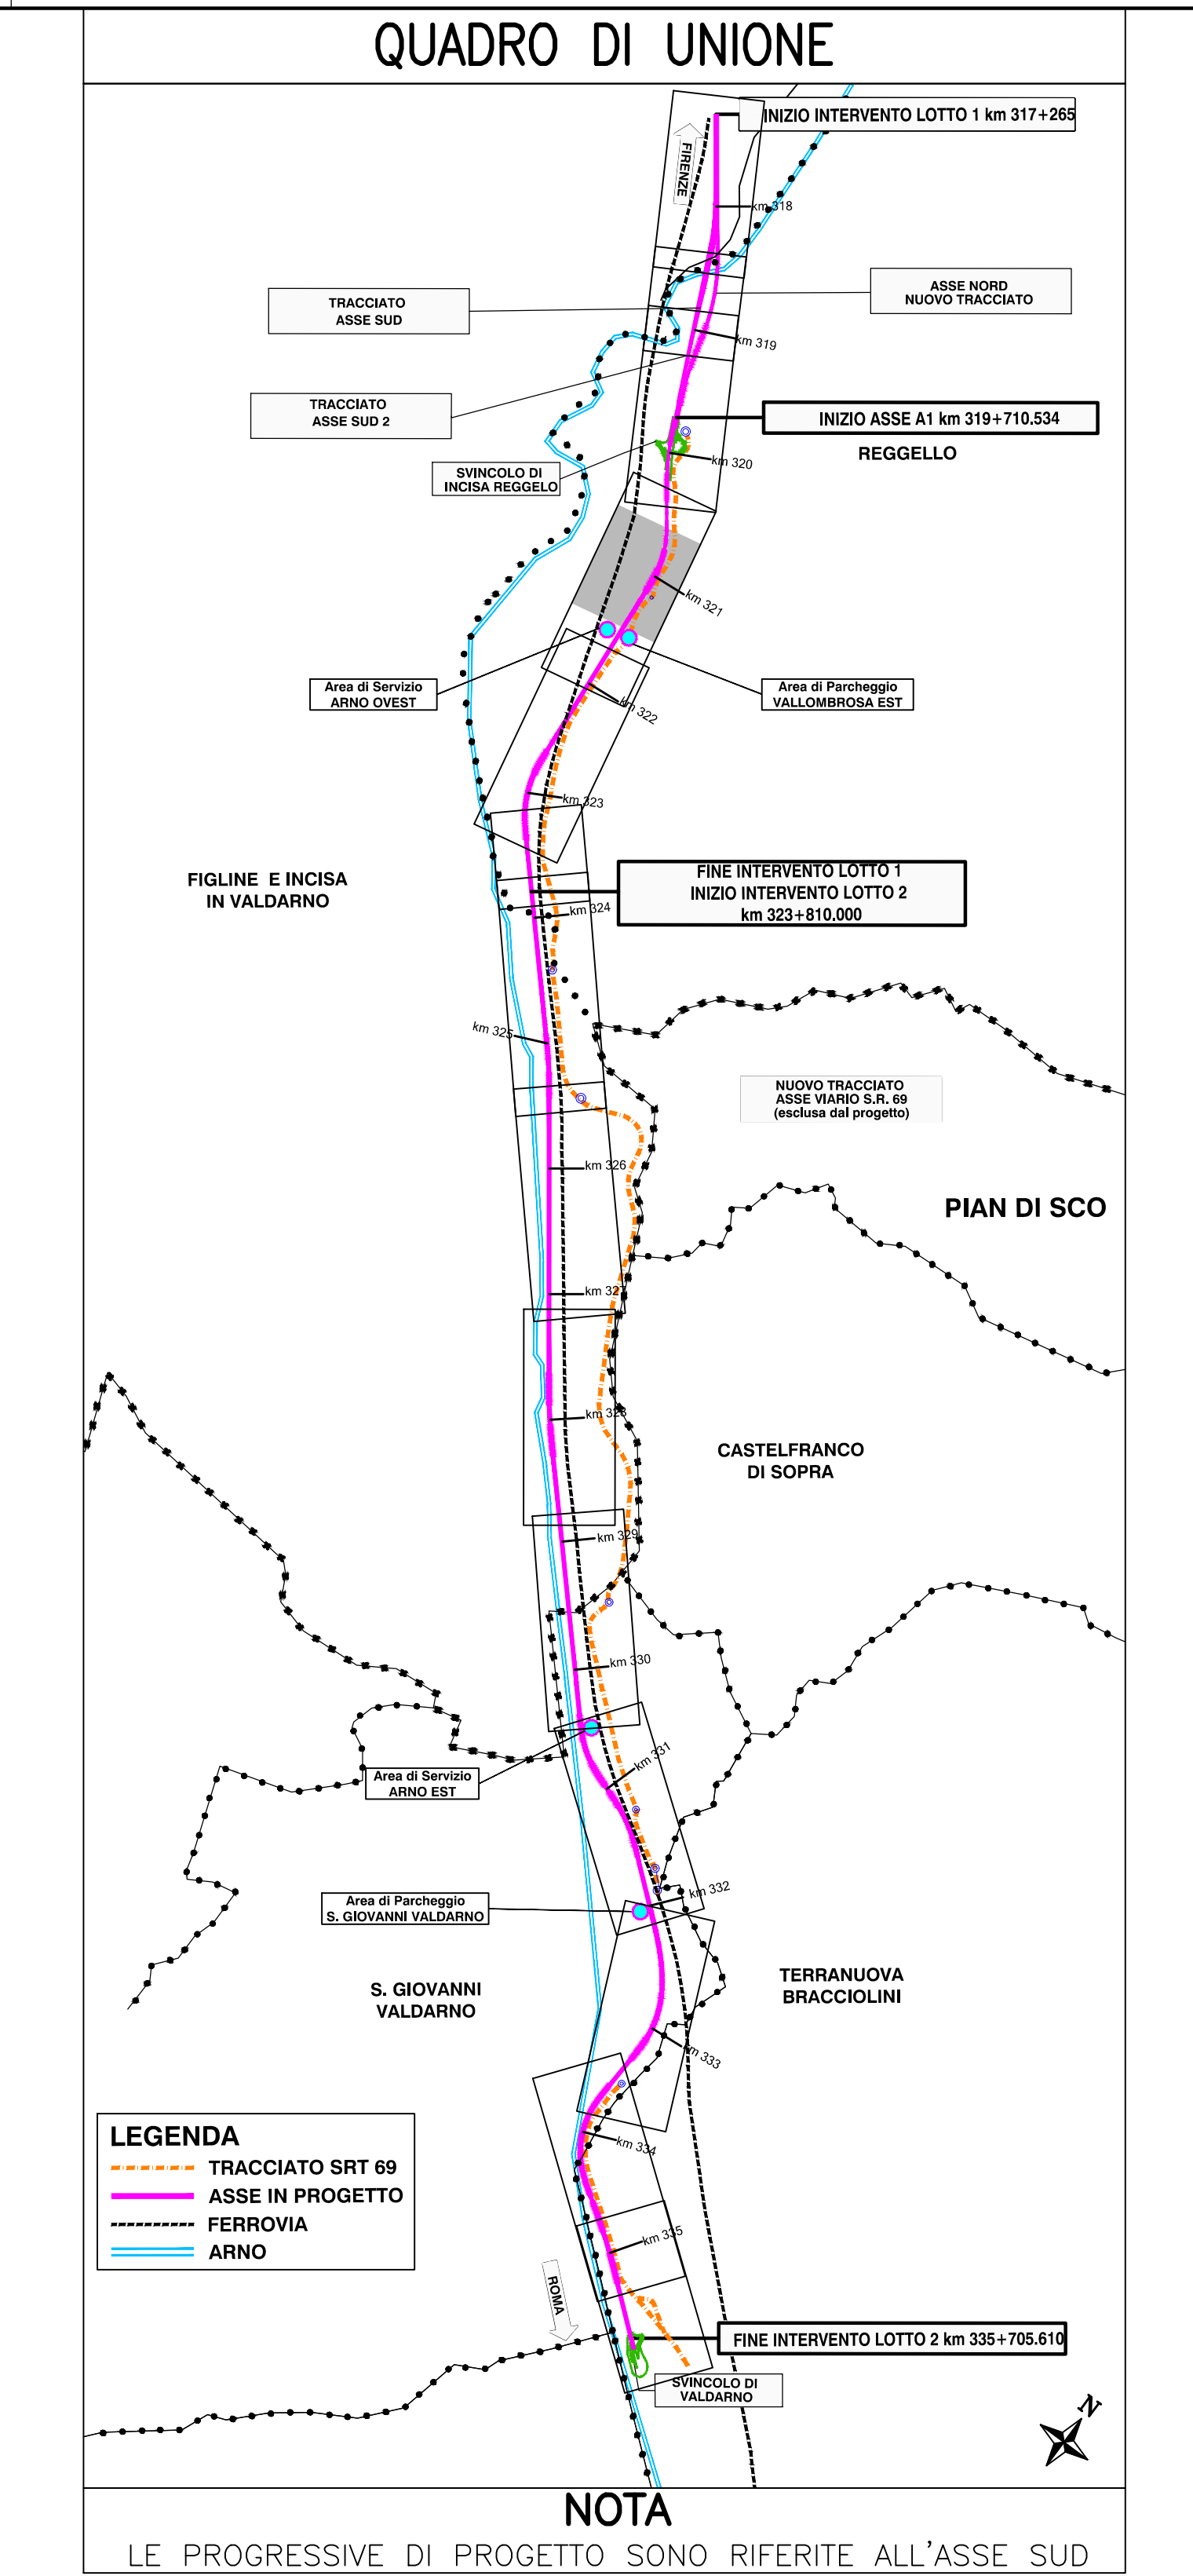 QUADRO DI UNIONE
INIZIO INTERVENTO LOTTO 1 km 317+265
FIRENZE
km 318
ASSE NORD
NUOVO TRACCIATO
TRACCIATO
ASSE SUD
km 319
TRACCIATO
ASSE SUD 2
INIZIO ASSE A1 km 319+710.534
REGGELLO
km 320
SVINCOLO DI
INCISA REGGELO
km 321
Area di Servizio
ARNO OVEST
Area di Parcheggio
VALLOMBROSA EST
km 322
km 323
FIGLINE E INCISA
IN VALDARNO
FINE INTERVENTO LOTTO 1
INIZIO INTERVENTO LOTTO 2
km 323+810.000
km 324
km 325
NUOVO TRACCIATO
ASSE VIARIO S.R. 69
(esclusa dal progetto)
km 326
PIAN DI SCO
km 327
km 328
CASTELFRANCO
DI SOPRA
km 329
km 330
km 331
Area di Servizio
ARNO EST
km 332
Area di Parcheggio
S. GIOVANNI VALDARNO
TERRANUOVA
BRACCIOLINI
S. GIOVANNI
VALDARNO
km 333
km 334
LEGENDA
TRACCIATO SRT 69
ASSE IN PROGETTO
FERROVIA
ARNO
km 335
ROMA
FINE INTERVENTO LOTTO 2 km 335+705.610
SVINCOLO DI
VALDARNO
N
NOTA
LE PROGRESSIVE DI PROGETTO SONO RIFERITE ALL'ASSE SUD